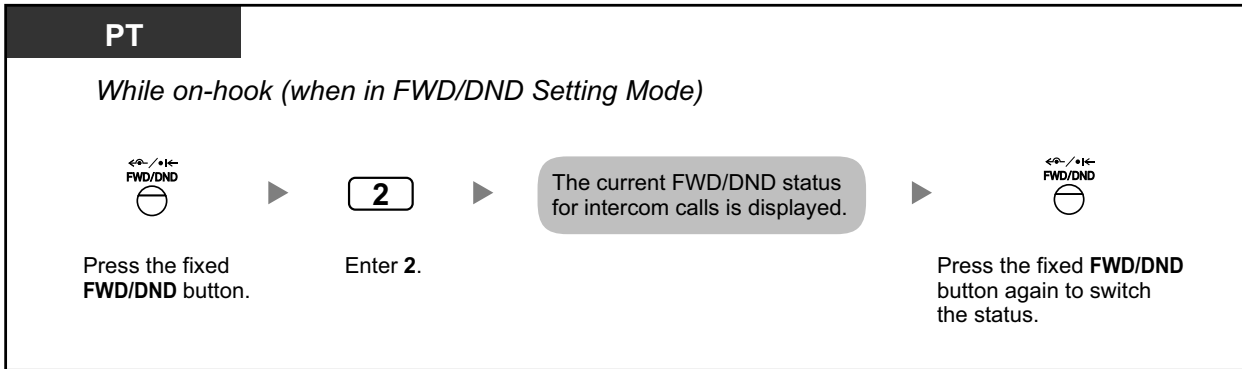 PT
While on-hook (when in FWD/DND Setting Mode)
FWD/DND
2
The current FWD/DND status
for intercom calls is displayed.
FWD/DND
Press the fixed
FWD/DND button.
Enter 2.
Press the fixed FWD/DND
button again to switch
the status.